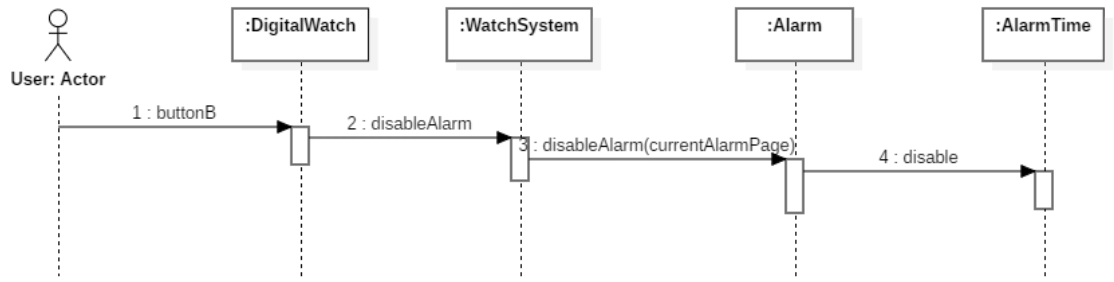 :DigitalWatch
:WatchSystem
:Alarm
:AlarmTime
User: Actor
1 : buttonB
2 : disableAlarm
3 : disableAlarm(currentAlarmPage)
4 : disable